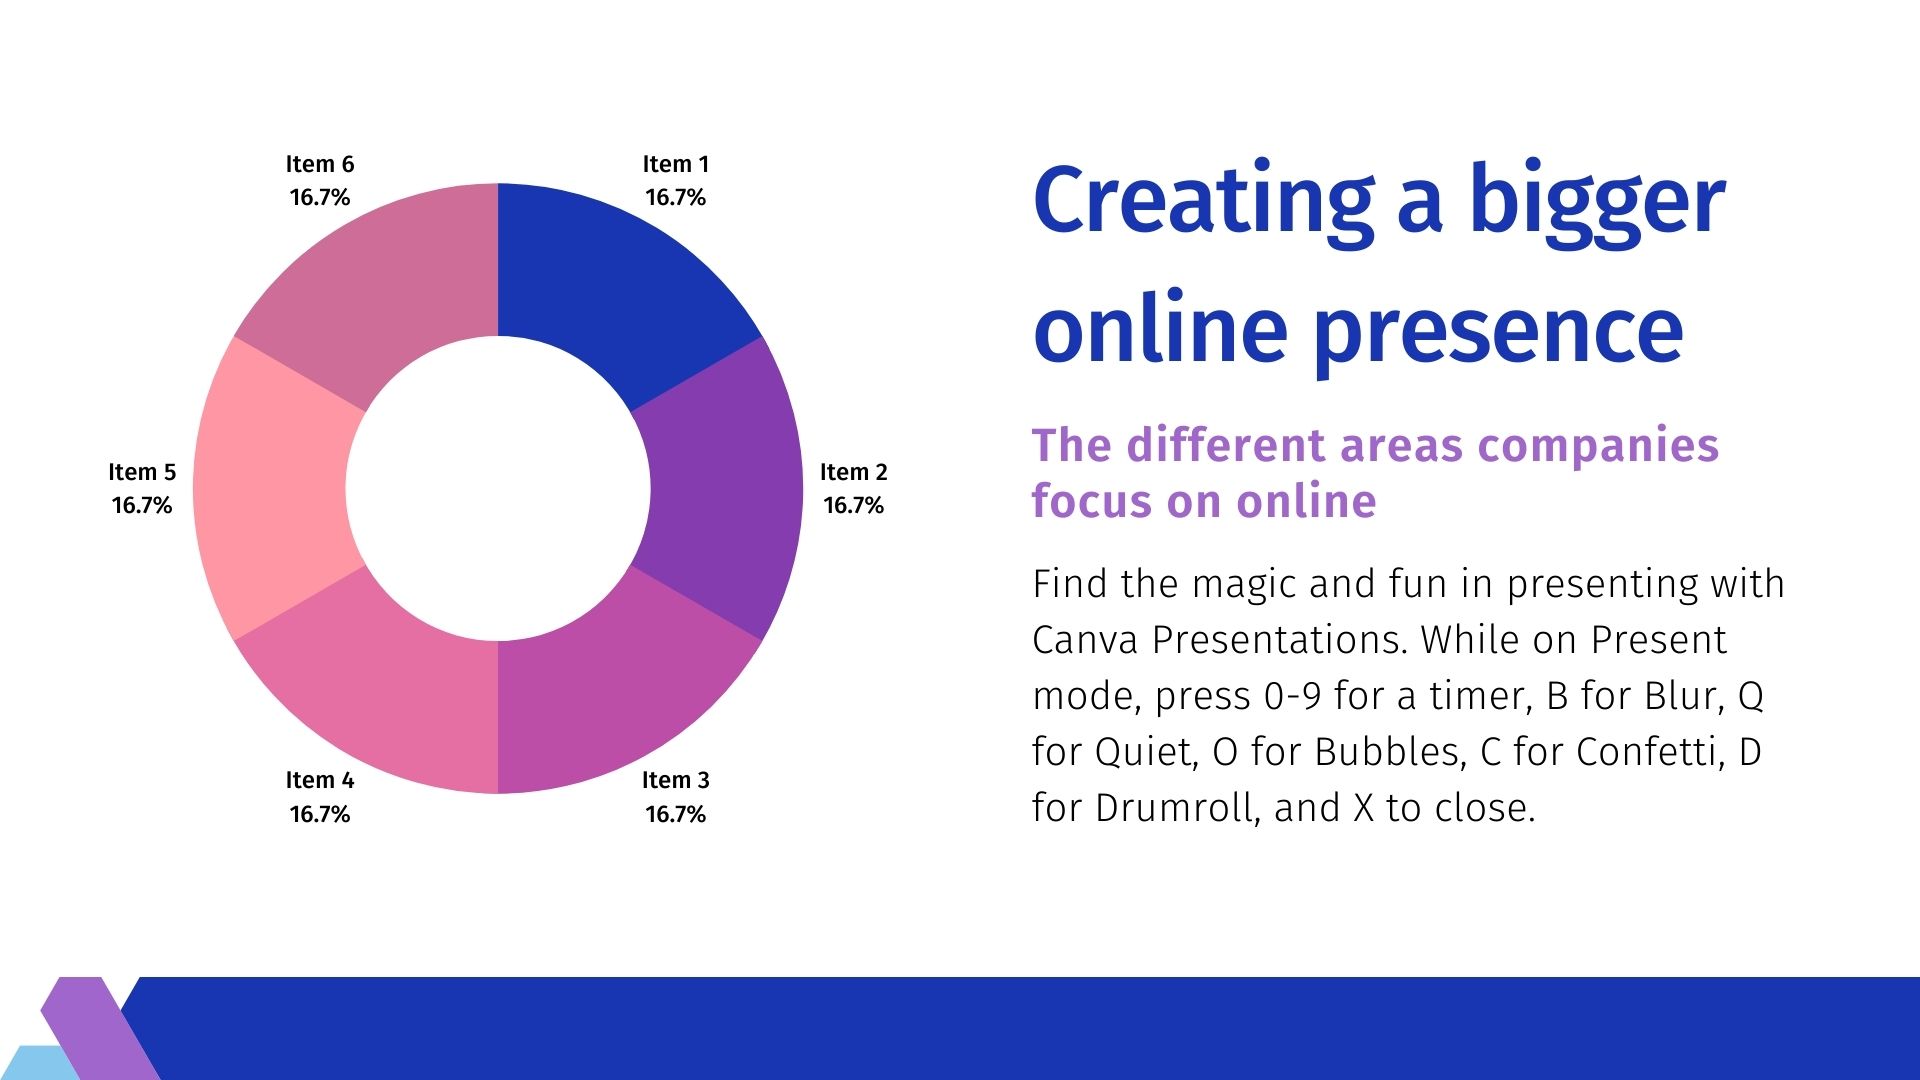 Item 6
16.7%
Item 1
16.7%
Item 5
16.7%
Item 2
16.7%
Item 4
16.7%
Item 3
16.7%
Creating a bigger
online presence
The different areas companies
focus on online
Find the magic and fun in presenting with
Canva Presentations. While on Present
mode, press 0-9 for a timer, B for Blur, Q
for Quiet, O for Bubbles, C for Confetti, D
for Drumroll, and X to close.